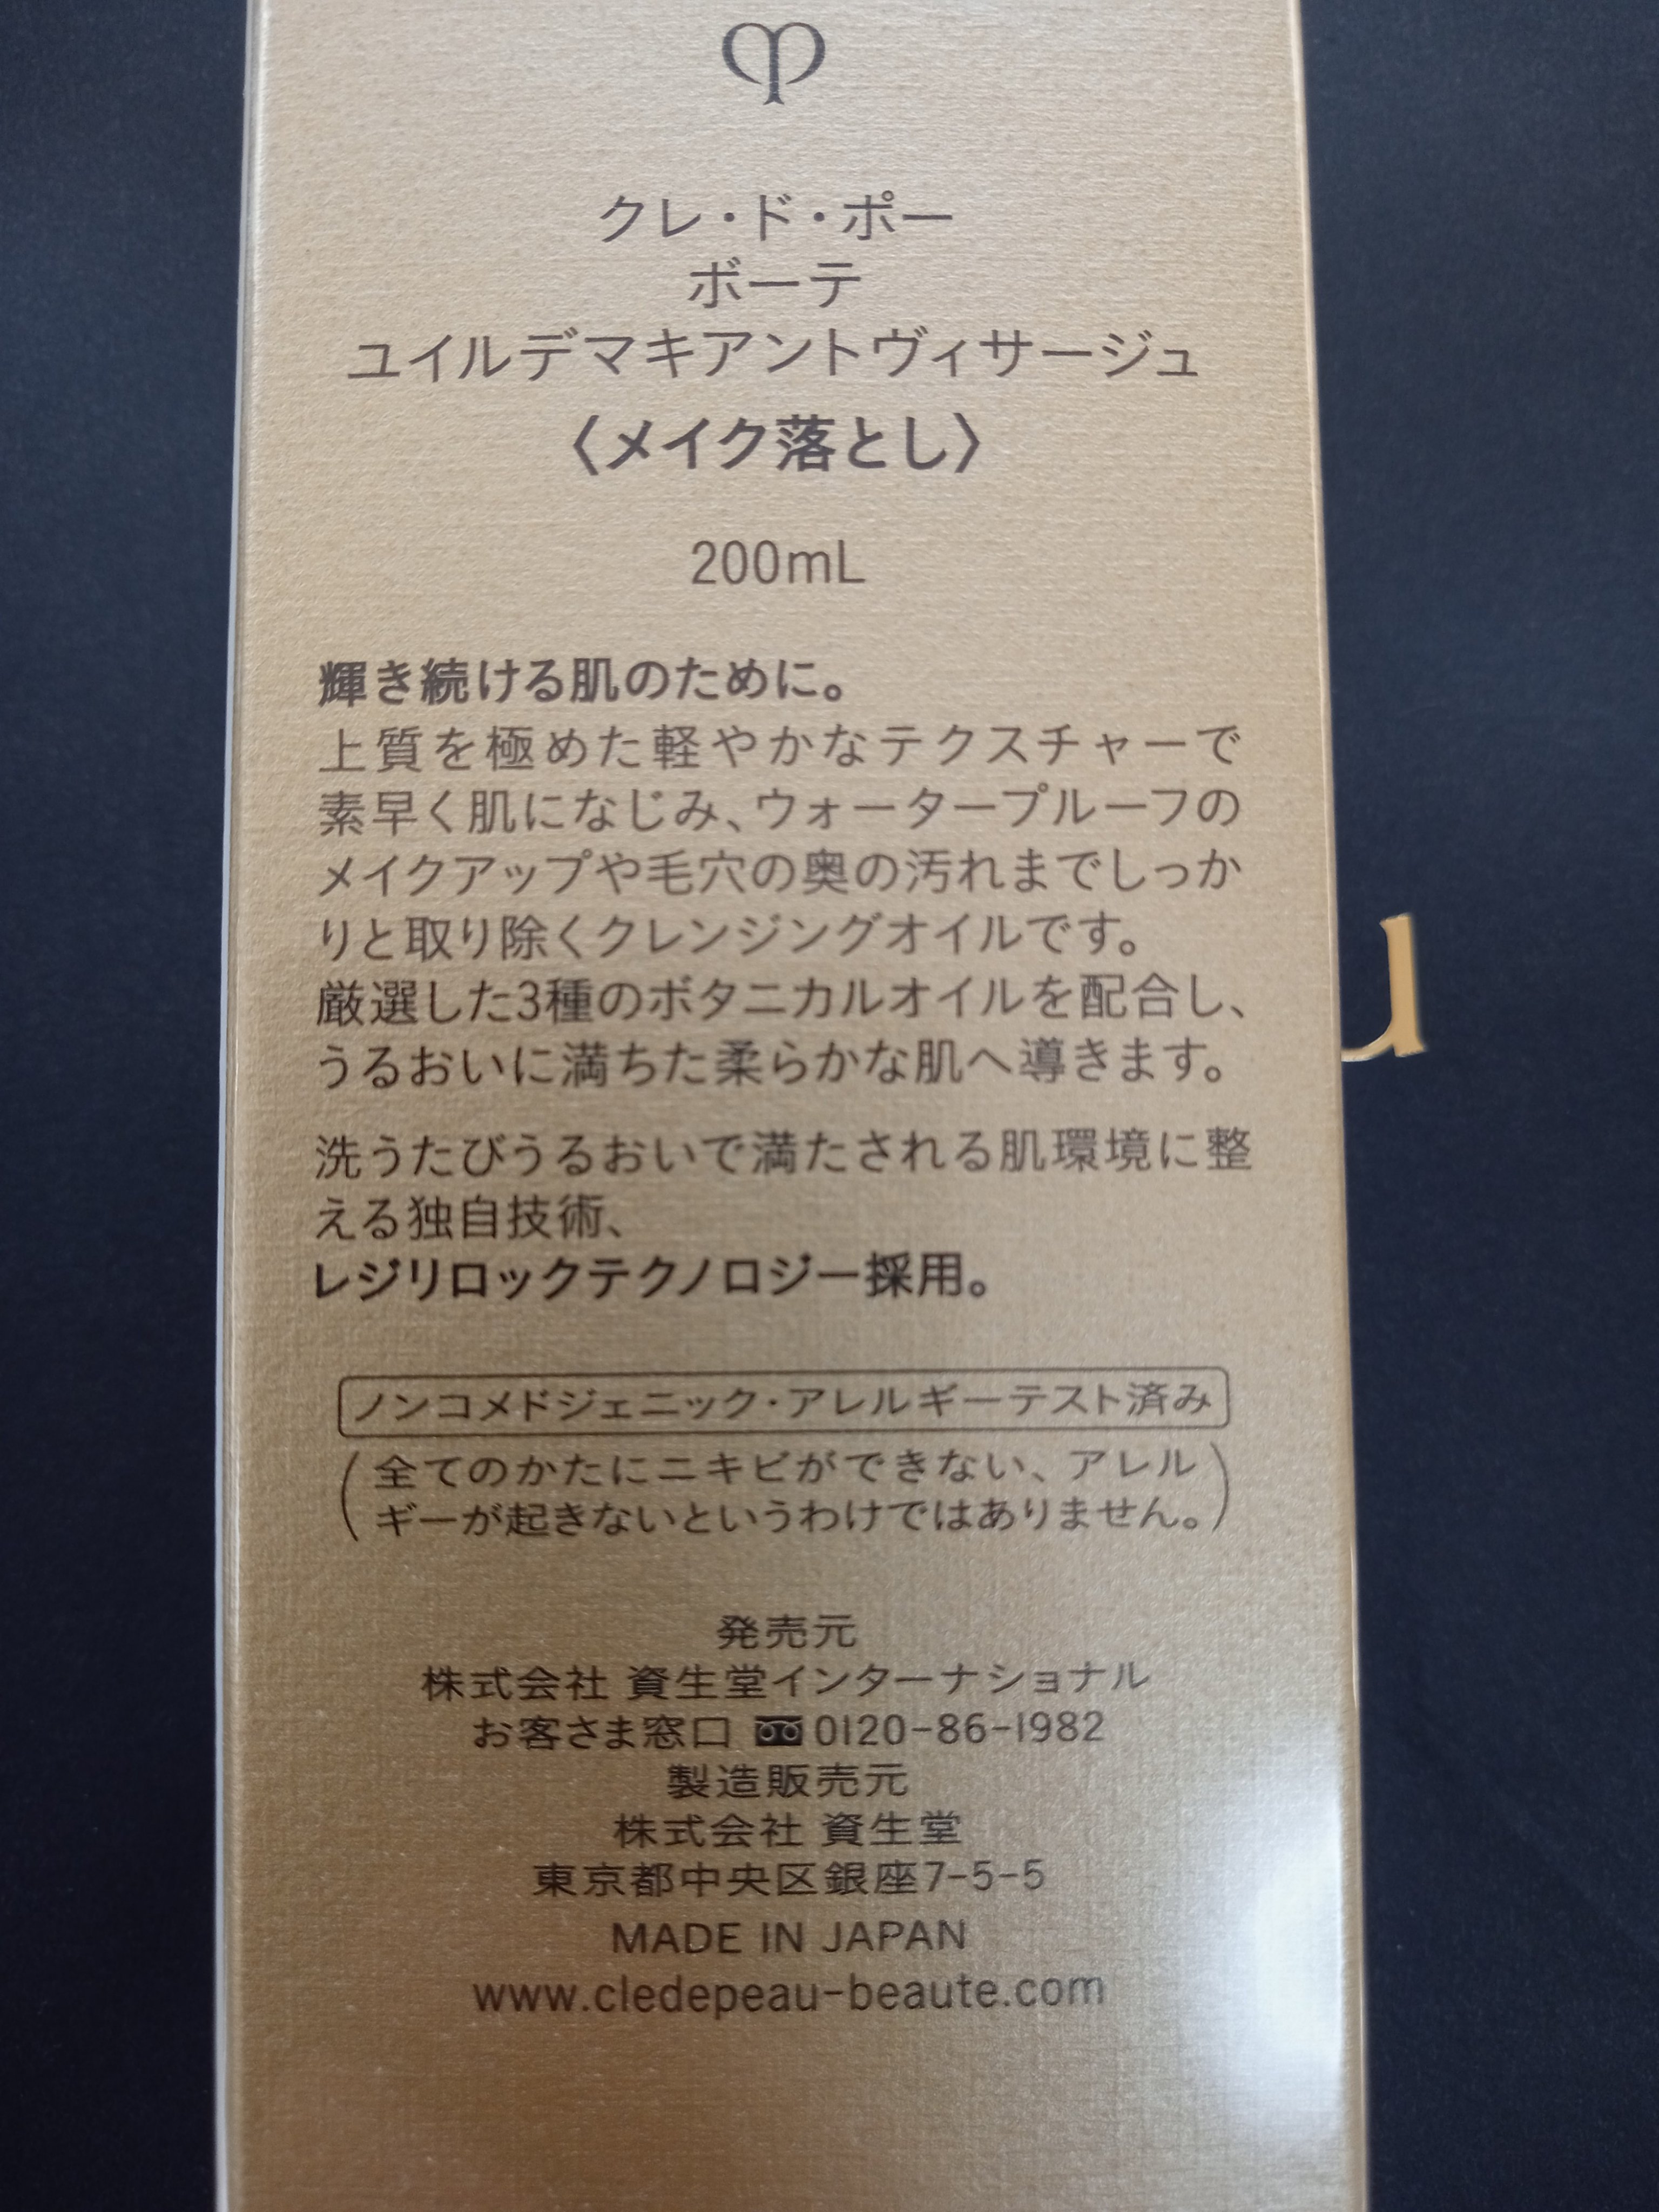 クレ・ド・ポー
ボーテ
ユイルデマキアントヴィサージュ
〈メイク落とし〉
200mL
輝き続ける肌のために。
上質を極めた軽やかなテクスチャーで
素早く肌になじみ、ウォータープルーフの
メイクアップや毛穴の奥の汚れまでしっか
りと取り除くクレンジングオイルです。
厳選した3種のボタニカルオイルを配合し、
うるおいに満ちた柔らかな肌へ導きます。
洗うたびうるおいで満たされる肌環境に整
える独自技術、
レジリロックテクノロジー採用。
ノンコメドジェニック・アレルギーテスト済み
(全てのかたにニキビができない、アレル
ギーが起きないというわけではありません。)
発売元
株式会社 資生堂インターナショナル
お客さま窓口 0120-86-1982
製造販売元
株式会社 資生堂
東京都中央区銀座7-5-5
MADE IN JAPAN
www.cledepeau-beaute.com